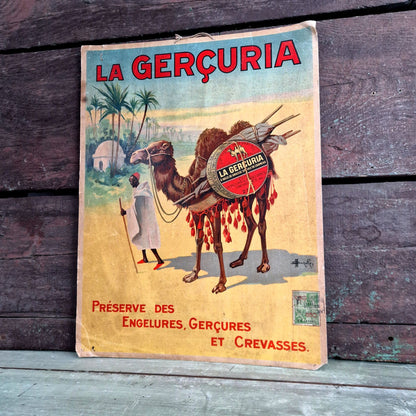 LA GERÇURIA
LA GERÇURIA
PRÉSERVE DES
ENGELURES, GERÇURES
ET CREVASSES.